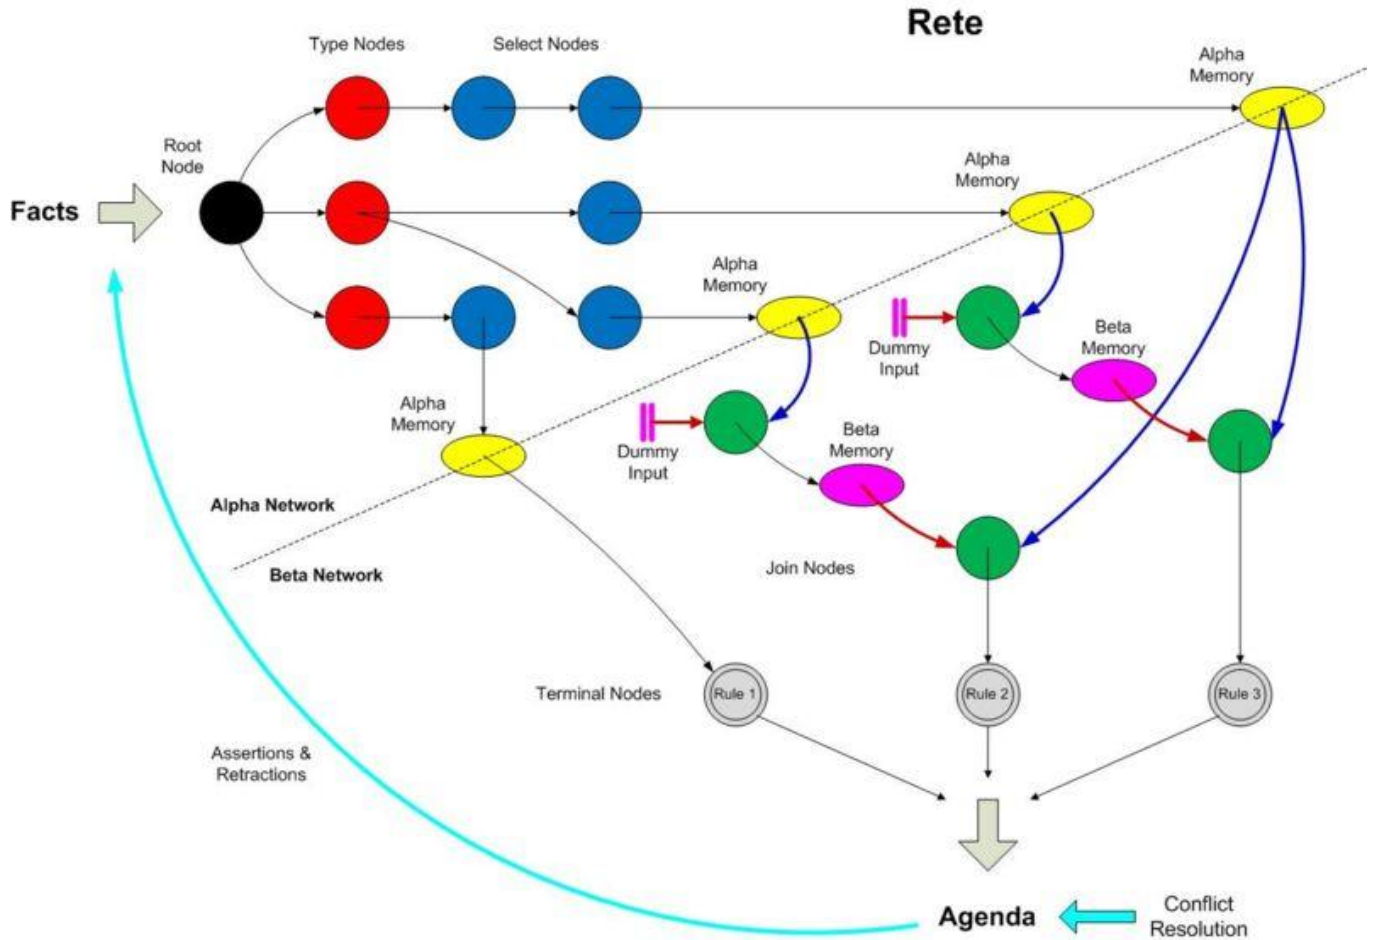 Rete
Type Nodes
Select Nodes
Alpha
Memory
Root
Node
Alpha
Memory
Facts
Alpha
Memory
Dummy
Input
Beta
Memory
Alpha
Memory
Dummy
Input
Beta
Memory
Alpha Network
Beta Network
Join Nodes
Terminal Nodes
Rule 1
Rule 2
Rule 3
Assertions &
Retractions
Agenda
Conflict
Resolution